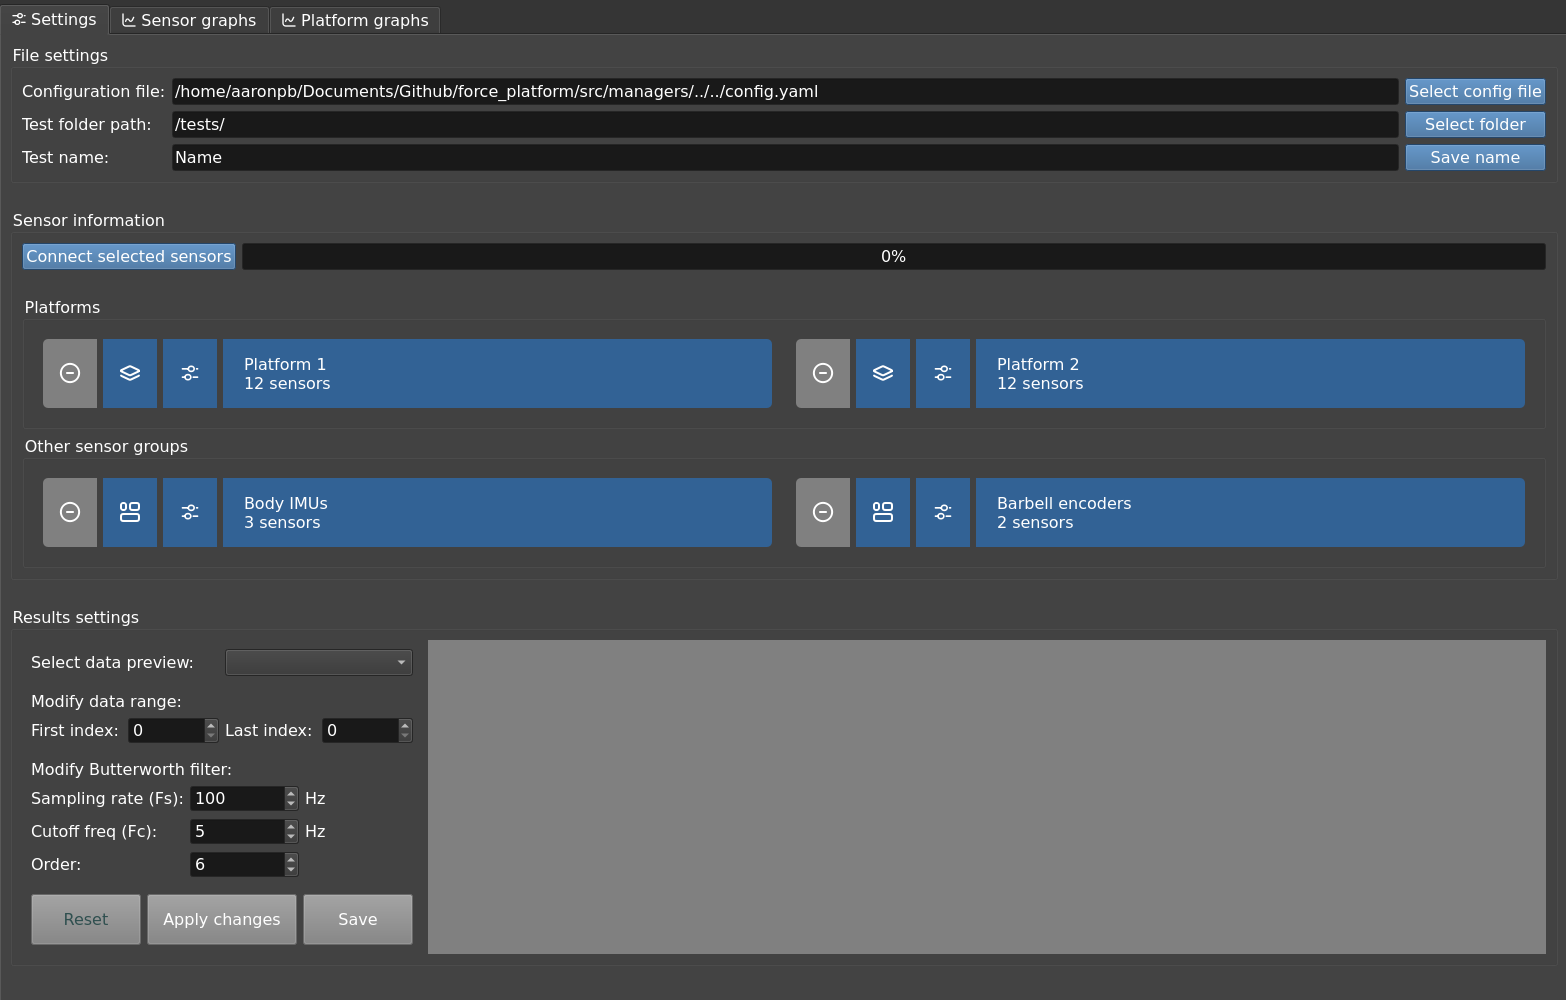 Settings
Sensor graphs
Platform graphs
File settings
Configuration file: /home/aaronpb/Documents/Github/force_platform/src/managers/../../config.yaml Select config file
Test folder path: /tests/ Select folder
Test name: Name Save name
Sensor information
Connect selected sensors 0%
Platforms
Platform 1
12 sensors
Platform 2
12 sensors
Other sensor groups
Body IMUs
3 sensors
Barbell encoders
2 sensors
Results settings
Select data preview:
Modify data range:
First index: 0 Last index: 0
Modify Butterworth filter:
Sampling rate (Fs): 100 Hz
Cutoff freq (Fc): 5 Hz
Order: 6
Reset Apply changes Save